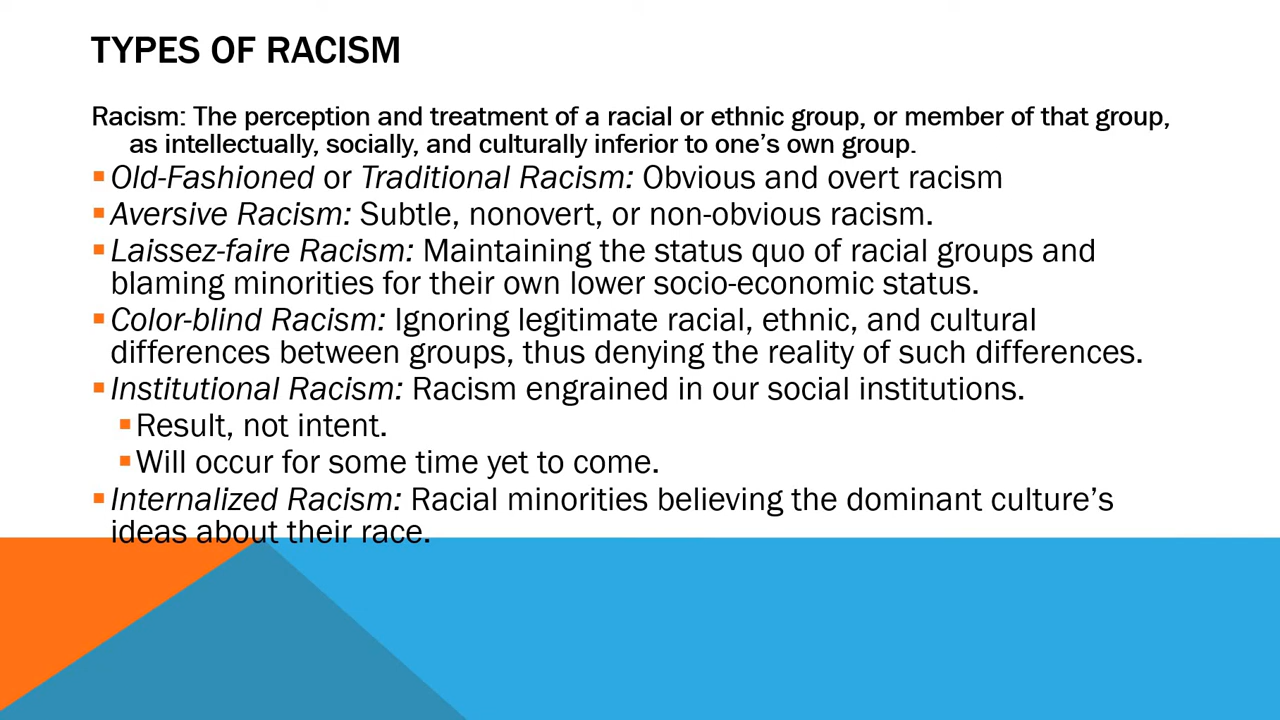 TYPES OF RACISM
Racism: The perception and treatment of a racial or ethnic group, or member of that group,
as intellectually, socially, and culturally inferior to one’s own group.
▪Old-Fashioned or Traditional Racism: Obvious and overt racism
▪Aversive Racism: Subtle, nonovert, or non-obvious racism.
▪Laissez-faire Racism: Maintaining the status quo of racial groups and
blaming minorities for their own lower socio-economic status.
▪Color-blind Racism: Ignoring legitimate racial, ethnic, and cultural
differences between groups, thus denying the reality of such differences.
▪Institutional Racism: Racism engrained in our social institutions.
▪Result, not intent.
▪Will occur for some time yet to come.
▪Internalized Racism: Racial minorities believing the dominant culture’s
ideas about their race.